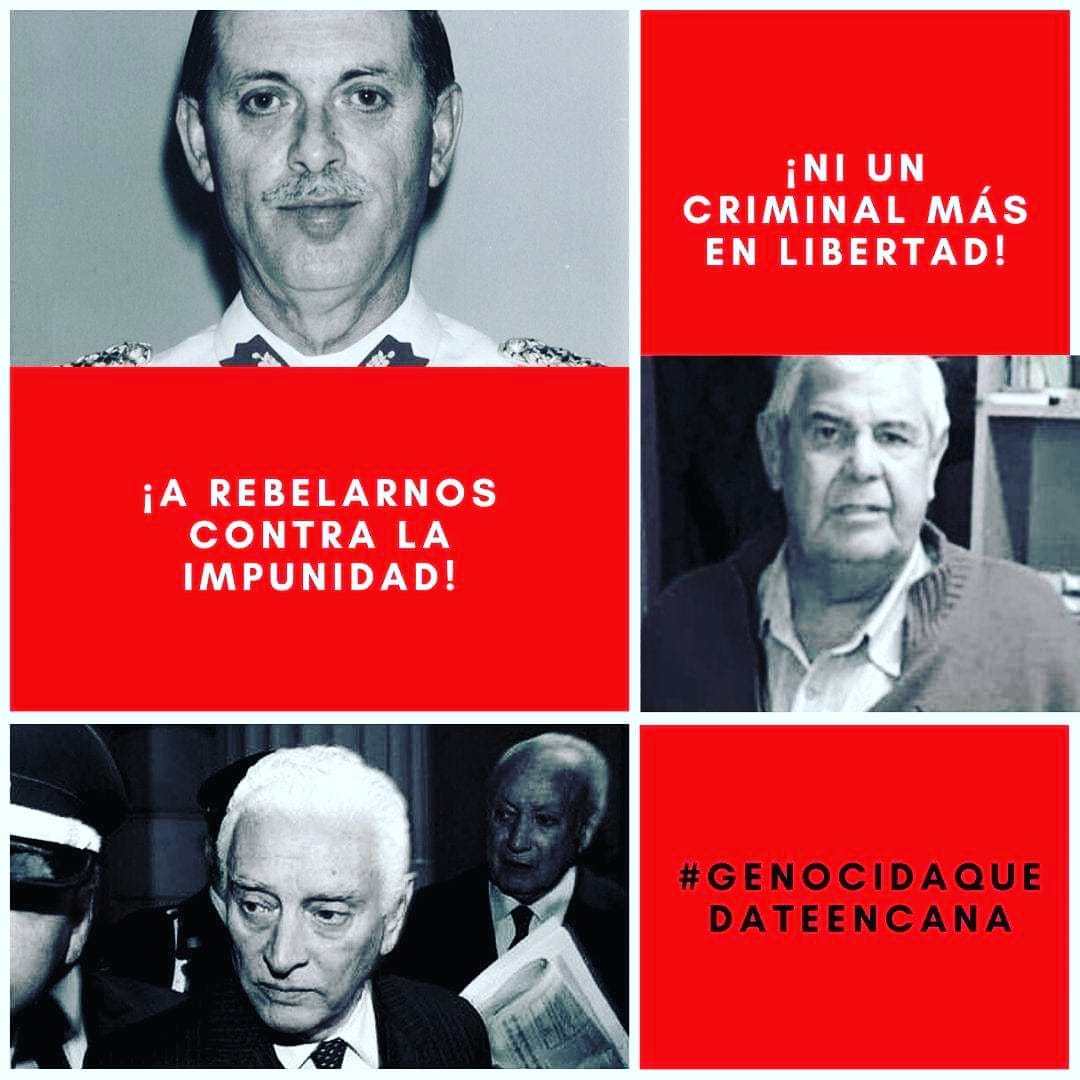 ¡NI UN
CRIMINAL MÁS
EN LIBERTAD!
¡A REBELARNOS
CONTRA LA
IMPUNIDAD!
#GENOCIDAQUE
DATEENCANA